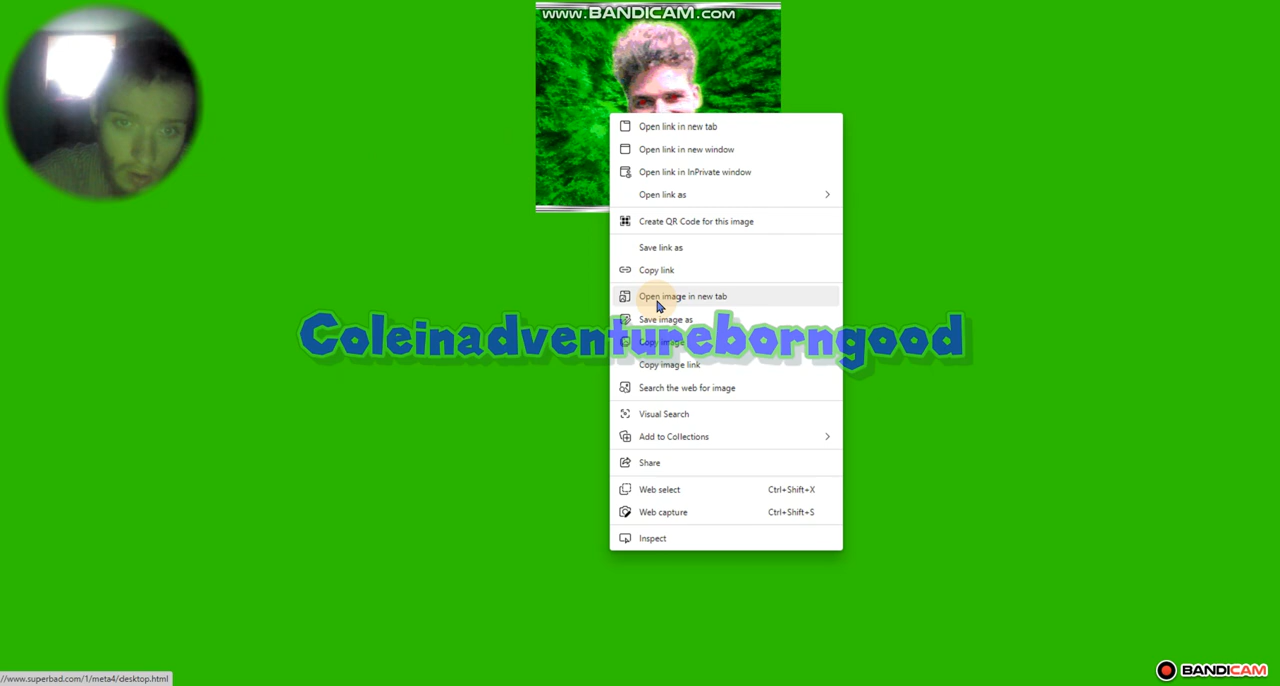 WWW.BANDICAM.COM
Open link in new tab
Open link in new window
Open link in InPrivate window
Open link as
Create QR Code for this image
Save link as
Copy link
Open image in new tab
Save image as
Coleinadventureborngood
Copy image
Copy image link
Search the web for image
Visual Search
Add to Collections
Share
Web select Ctrl+Shift+X
Web capture Ctrl+Shift+S
Inspect
//www.superbad.com/1/meta4/desktop.html
BANDICAM